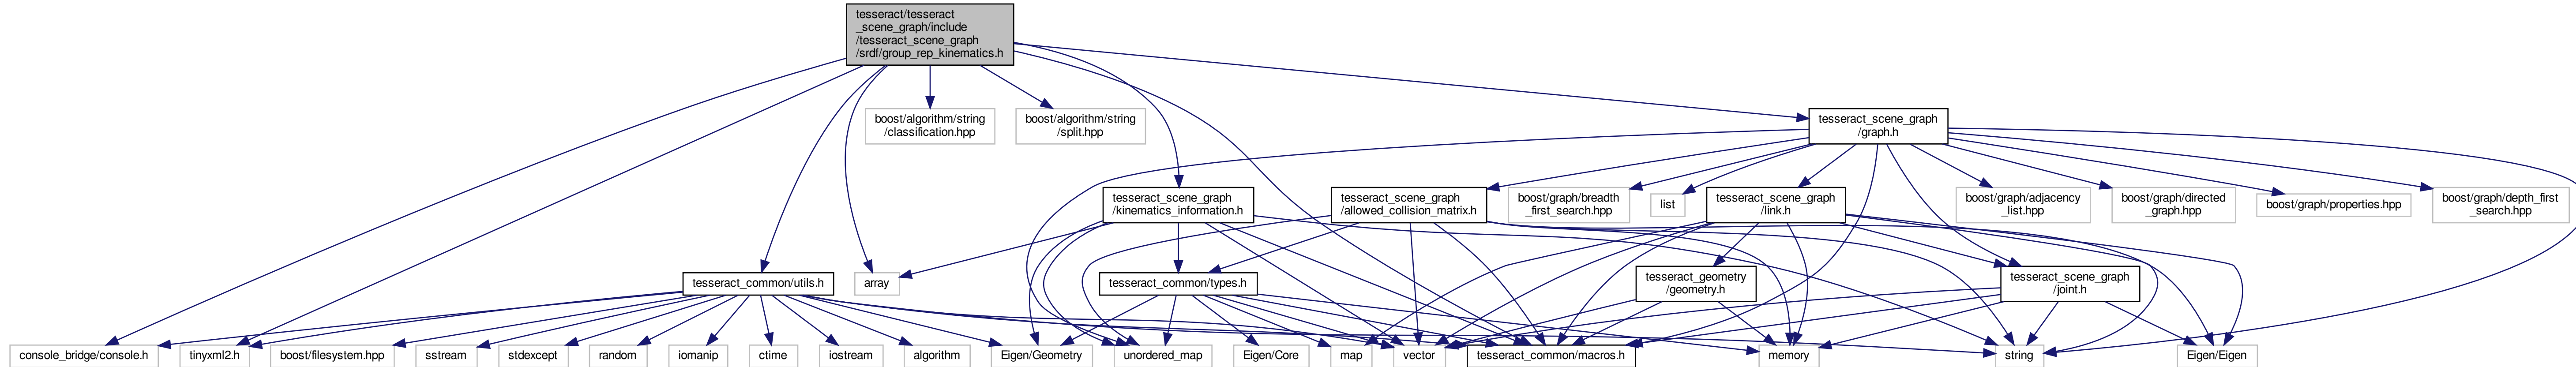 tesseract/tesseract
_scene_graph/include
/tesseract_scene_graph
/srdf/group_rep_kinematics.h
boost/algorithm/string
/classification.hpp
boost/algorithm/string
/split.hpp
tesseract_scene_graph
/graph.h
tesseract_scene_graph
/kinematics_information.h
tesseract_scene_graph
/allowed_collision_matrix.h
boost/graph/breadth
_first_search.hpp
list
tesseract_scene_graph
/link.h
boost/graph/adjacency
_list.hpp
boost/graph/directed
_graph.hpp
boost/graph/properties.hpp
boost/graph/depth_first
_search.hpp
tesseract_common/utils.h
array
tesseract_common/types.h
tesseract_geometry
/geometry.h
tesseract_scene_graph
/joint.h
console_bridge/console.h
tinyxml2.h
boost/filesystem.hpp
sstream
stdexcept
random
iomanip
ctime
iostream
algorithm
Eigen/Geometry
unordered_map
Eigen/Core
map
vector
tesseract_common/macros.h
memory
string
Eigen/Eigen